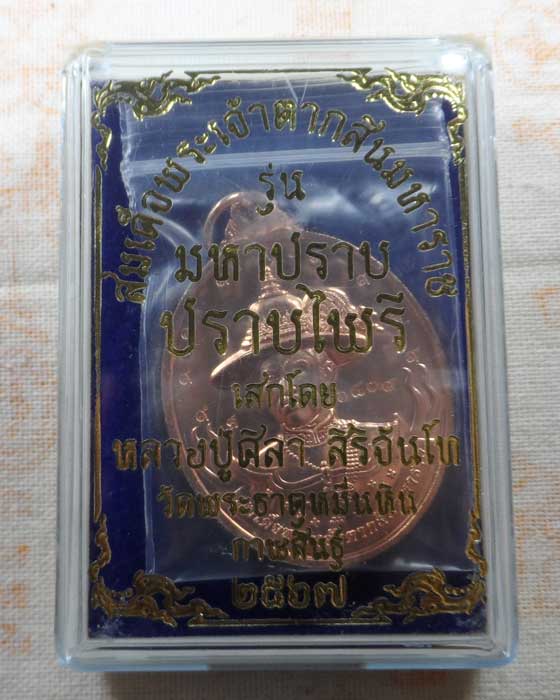 สมเด็จพระเจ้าตากสินมหาราช
รุ่น
มหาปราบ
ปราบไพรี
เสกโดย
หลวงปู่ศิลา สิริจันโท
วัดพระธาตุหมื่นหิน
กาฬสินธุ์
๒๕๖๗